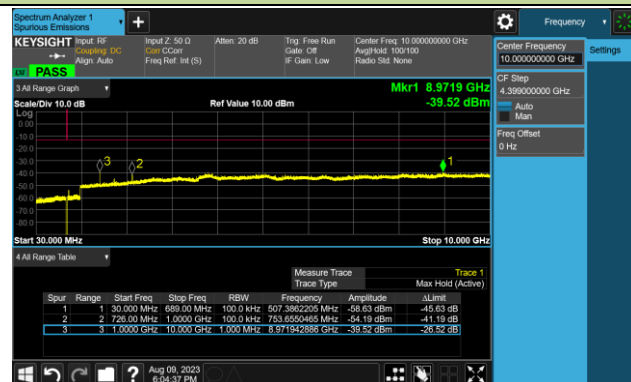 Spectrum Analyzer 1
Spurious Emissions
Frequency
KEYSIGHT Input: RF Input Z: 50 Ω Atten: 20 dB Trig: Free Run Center Freq: 10.000000000 GHz
Coupling: DC Corr CCorr Gate: Off Avg|Hold: 100/100
Align: Auto Freq Ref: Int (S) IF Gain: Low Radio Std: None
PASS
Center Frequency
10.000000000 GHz
Settings
CF Step
4.399000000 GHz
Auto
Man
Freq Offset
0 Hz
3 All Range Graph
Mkr1 8.9719 GHz
Scale/Div 10.0 dB Ref Value 10.00 dBm -39.52 dBm
Log
0.00
-10.0
-20.0
-30.0
-40.0
-50.0
-60.0
-70.0
-80.0
3
2
1
Start 30.000 MHz Stop 10.000 GHz
4 All Range Table
Measure Trace Trace 1
Trace Type Max Hold (Active)
Spur Range Start Freq Stop Freq RBW Frequency Amplitude ΔLimit
1 1 30.000 MHz 689.00 MHz 100.0 kHz 507.3862205 MHz -58.63 dBm -45.63 dB
2 2 726.00 MHz 1.0000 GHz 100.0 kHz 753.6550465 MHz -54.19 dBm -41.19 dB
3 3 1.0000 GHz 10.000 GHz 1.000 MHz 8.971942886 GHz -39.52 dBm -26.52 dB
Aug 09, 2023
6:04:37 PM